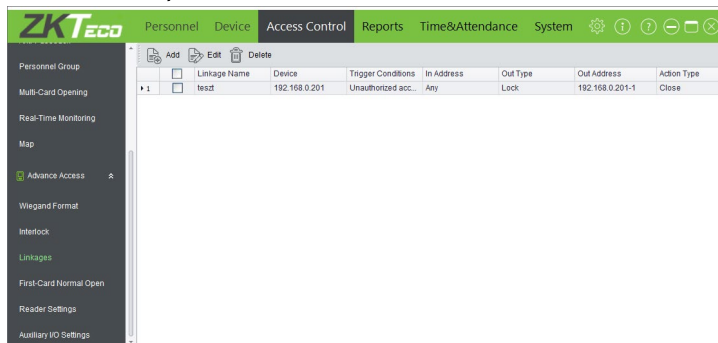 ZKTECO Personnel Device Access Control Reports Time&Attendance System
Add Edit Delete
Linkage Name Device Trigger Conditions In Address Out Type Out Address Action Type
1 teszt 192.168.0.201 Unauthorized acc... Any Lock 192.168.0.201-1 Close
Personnel Group
Multi-Card Opening
Real-Time Monitoring
Map
Advance Access
Wiegand Format
Interlock
Linkages
First-Card Normal Open
Reader Settings
Auxiliary I/O Settings